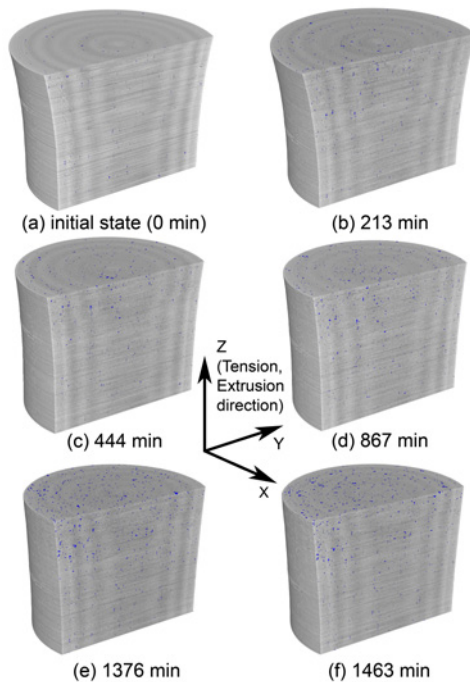 (a) initial state (0 min)
(b) 213 min
Z
(Tension,
Extrusion
direction)
Y
X
(c) 444 min
(d) 867 min
(e) 1376 min
(f) 1463 min